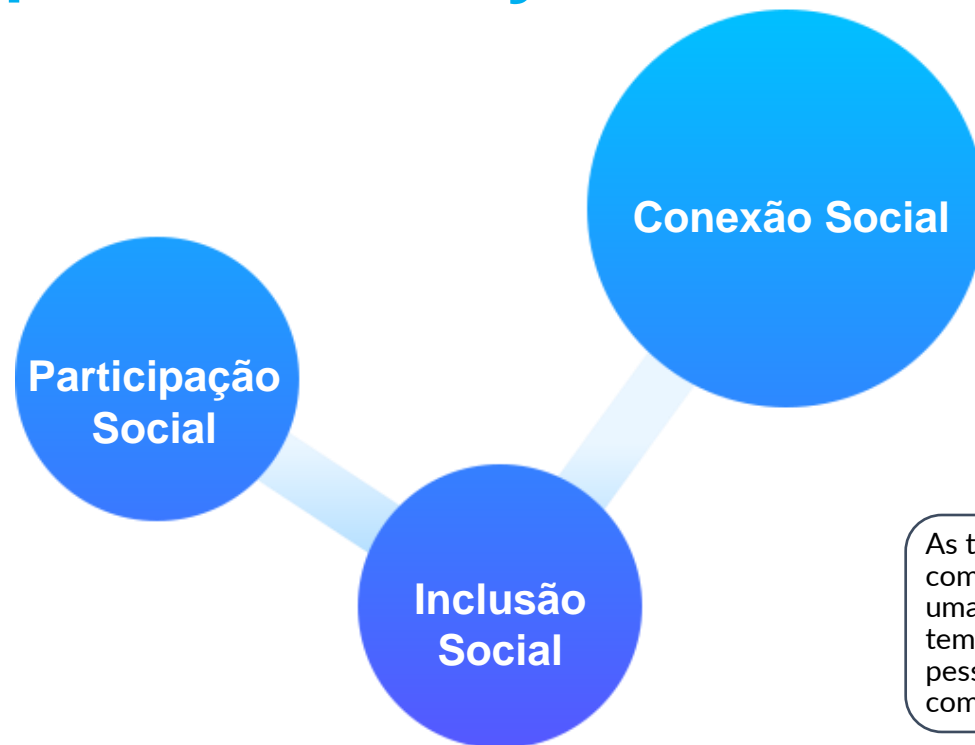 Conexão Social
Participação
Social
Inclusão
Social
As t
com
uma
tem
pess
com